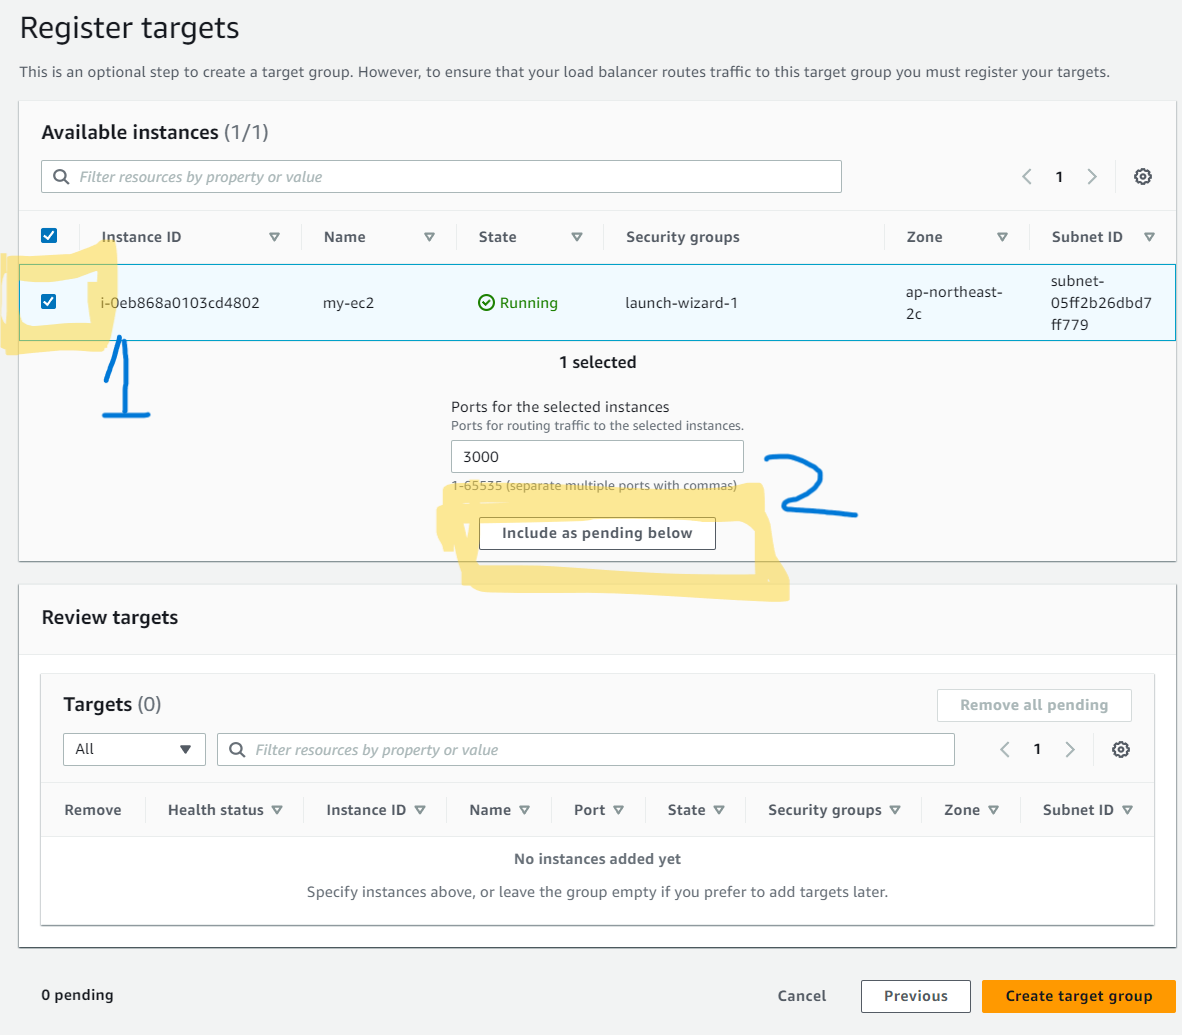 Register targets
This is an optional step to create a target group. However, to ensure that your load balancer routes traffic to this target group you must register your targets.
Available instances (1/1)
Filter resources by property or value
1
Instance ID Name State Security groups Zone Subnet ID
i-0eb868a0103cd4802 my-ec2 Running launch-wizard-1 ap-northeast-2c subnet-05ff2b26dbd7ff779
1
1 selected
Ports for the selected instances
Ports for routing traffic to the selected instances.
3000
2
1-65535 (separate multiple ports with commas)
Include as pending below
Review targets
Targets (0)
Remove all pending
All
Filter resources by property or value
1
Remove Health status Instance ID Name Port State Security groups Zone Subnet ID
No instances added yet
Specify instances above, or leave the group empty if you prefer to add targets later.
0 pending
Cancel
Previous
Create target group